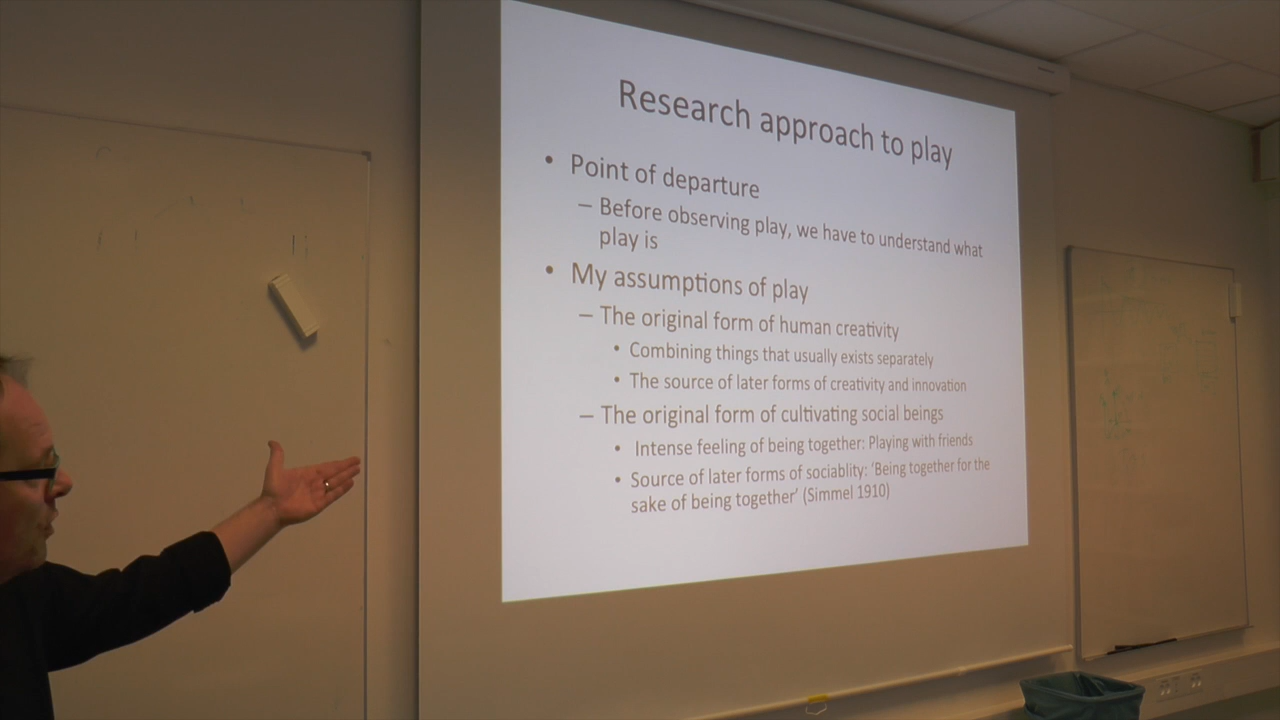 Research approach to play
• Point of departure
– Before observing play, we have to understand what
play is
• My assumptions of play
– The original form of human creativity
• Combining things that usually exists separately
• The source of later forms of creativity and innovation
– The original form of cultivating social beings
• Intense feeling of being together: Playing with friends
• Source of later forms of sociablity: ‘Being together for the
sake of being together’ (Simmel 1910)